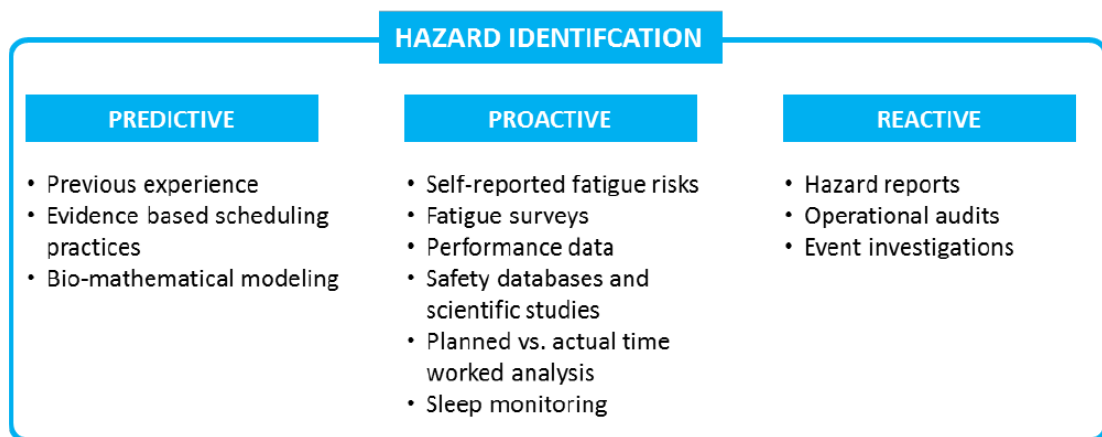 HAZARD IDENTIFCATION
PREDICTIVE
• Previous experience
• Evidence based scheduling
practices
• Bio-mathematical modeling
PROACTIVE
• Self-reported fatigue risks
• Fatigue surveys
• Performance data
• Safety databases and
scientific studies
• Planned vs. actual time
worked analysis
• Sleep monitoring
REACTIVE
• Hazard reports
• Operational audits
• Event investigations